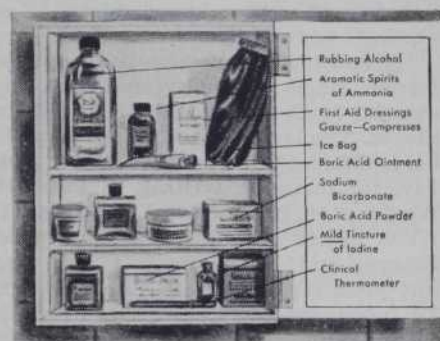 Rubbing Alcohol
Aromatic Spirits
of Ammonia
First Aid Dressings
Gauze—Compresses
Ice Bag
Boric Acid Ointment
Sodium
Bicarbonate
Boric Acid Powder
Mild Tincture
of Iodine
Clinical
Thermometer